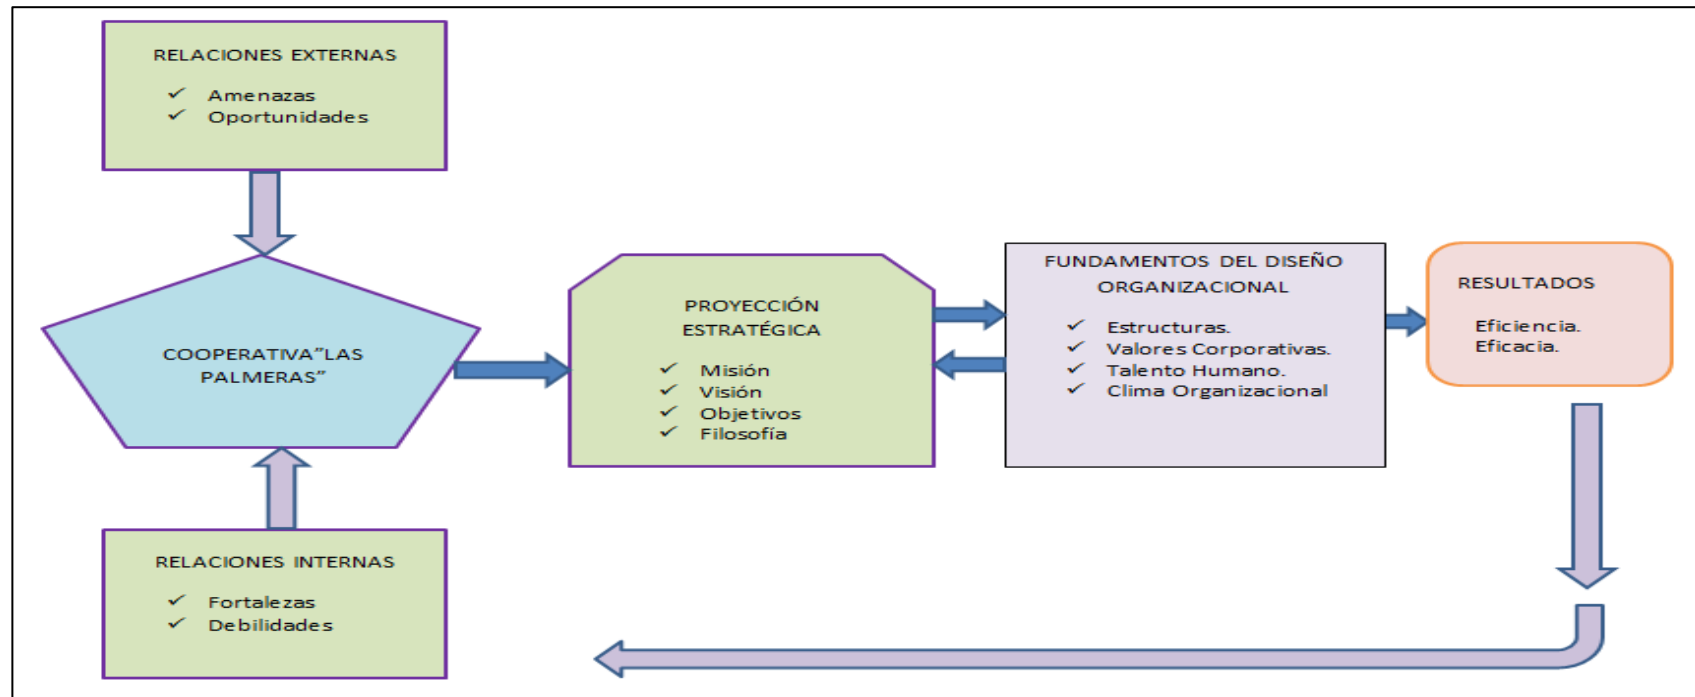 RELACIONES EXTERNAS
✓ Amenazas
✓ Oportunidades
COOPERATIVA"LAS
PALMERAS"
RELACIONES INTERNAS
✓ Fortalezas
✓ Debilidades
PROYECCIÓN
ESTRATÉGICA
✓ Misión
✓ Visión
✓ Objetivos
✓ Filosofía
FUNDAMENTOS DEL DISEÑO
ORGANIZACIONAL
✓ Estructuras.
✓ Valores Corporativas.
✓ Talento Humano.
✓ Clima Organizacional
RESULTADOS
Eficiencia.
Eficacia.